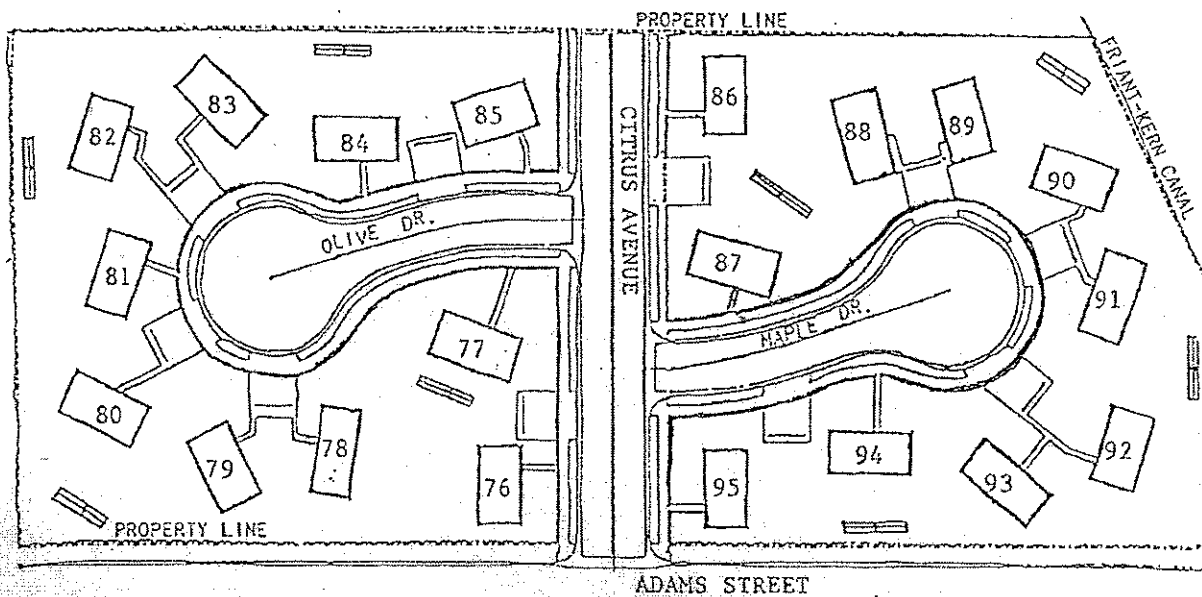 PROPERTY LINE
FRIANT-KERN CANAL
83
82
84
85
86
88
89
90
CITRUS AVENUE
OLIVE DR.
81
87
91
MAPLE DR.
77
80
79
78
76
95
94
93
92
PROPERTY LINE
ADAMS STREET